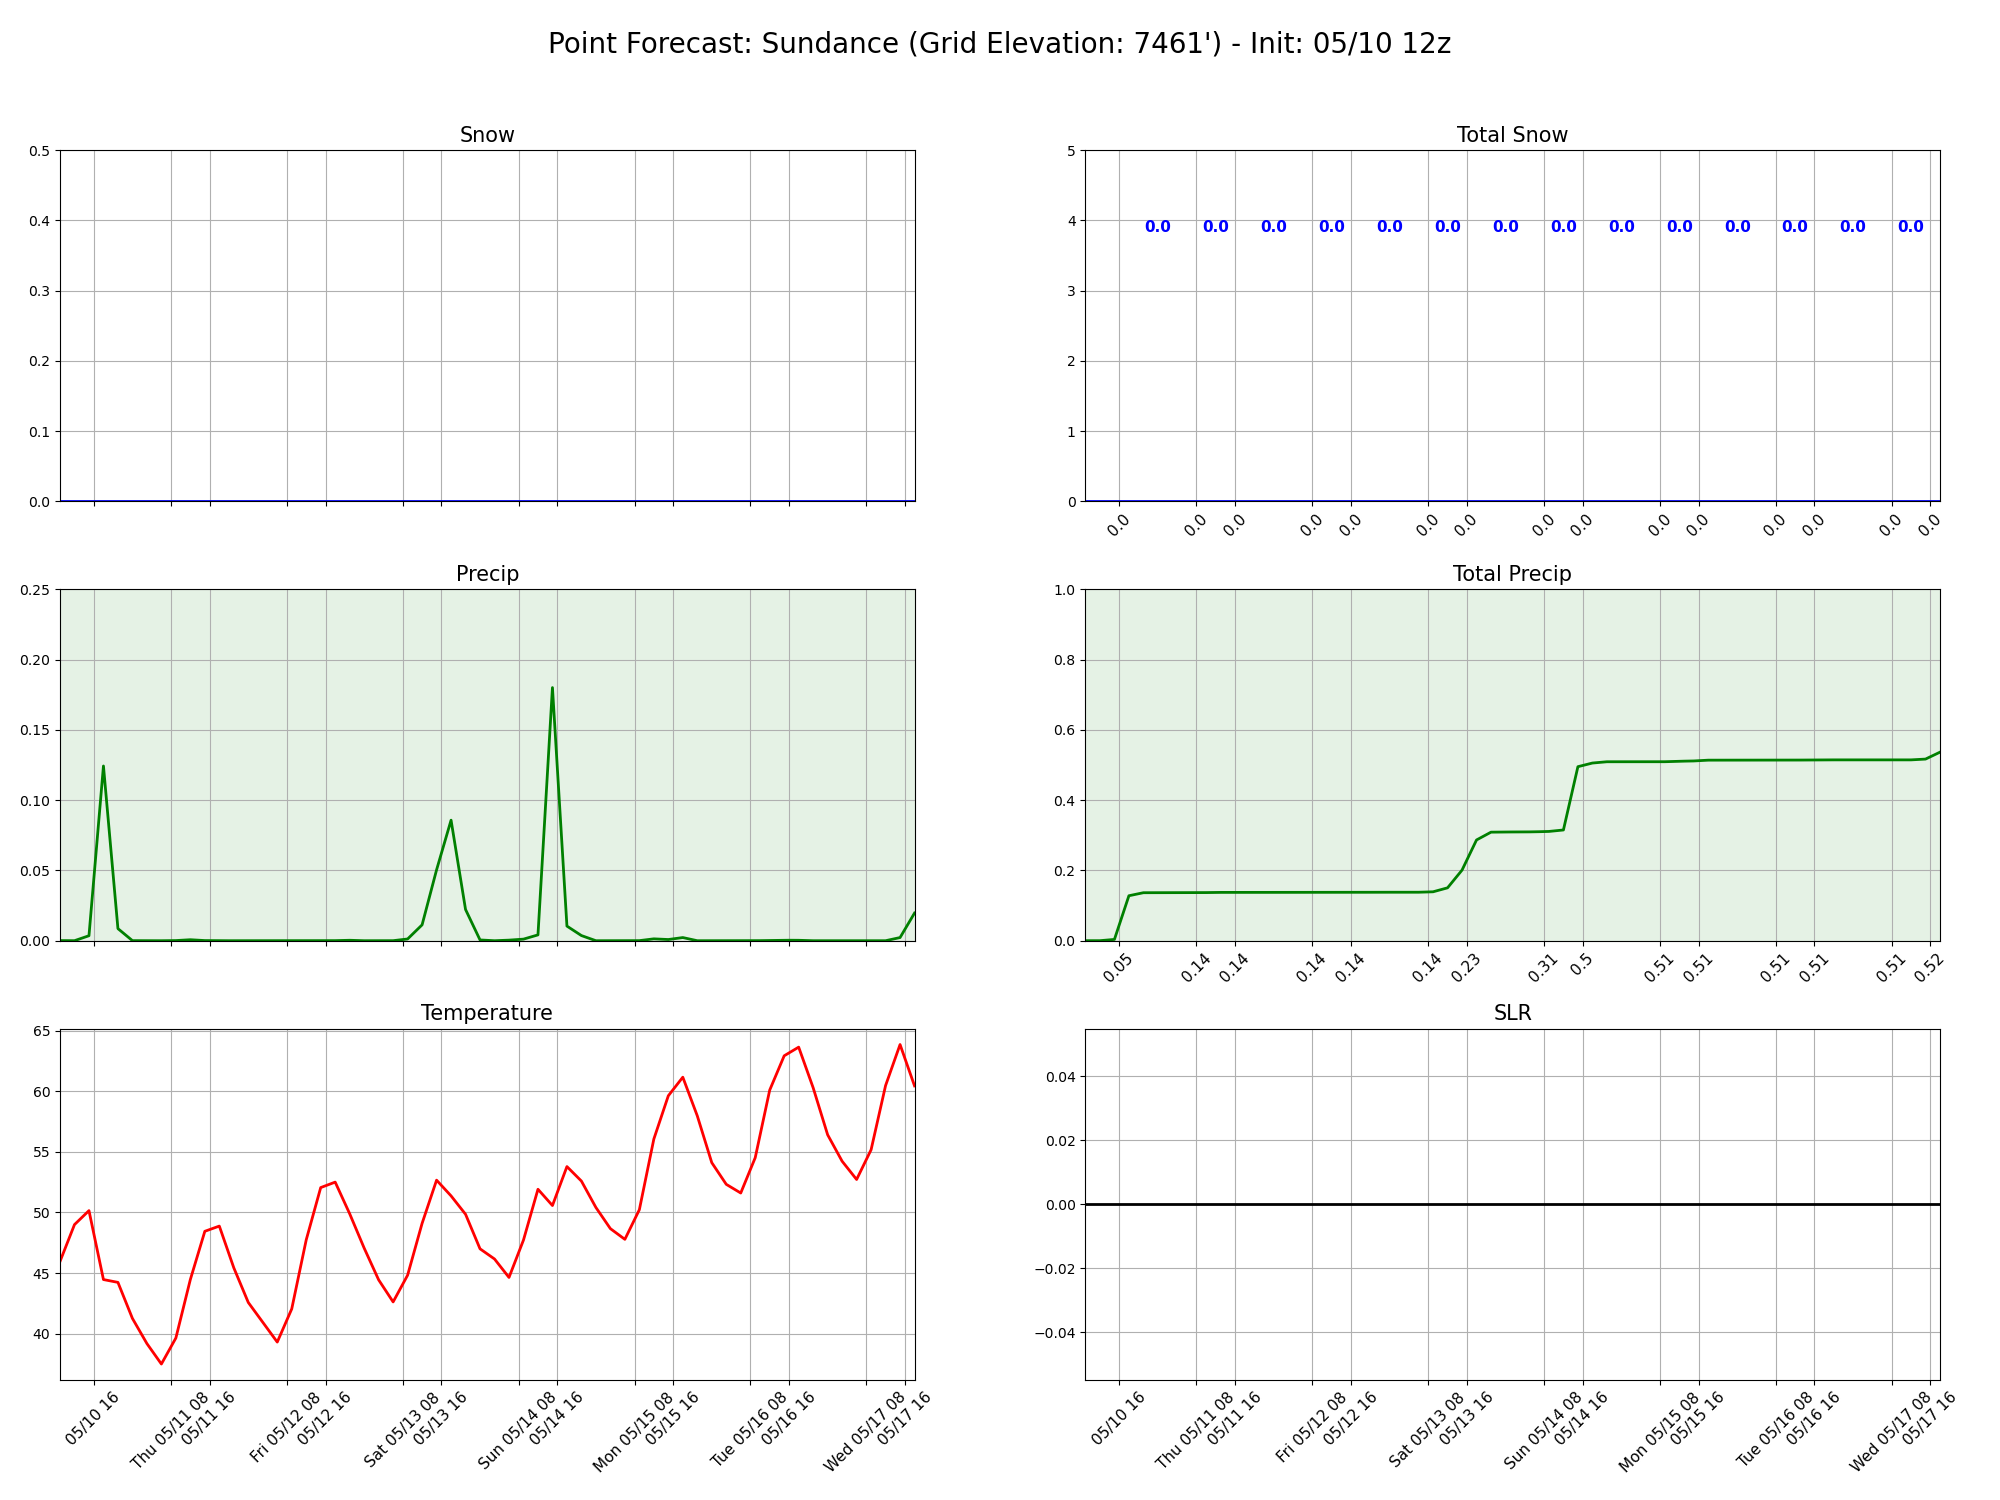 Point Forecast: Sundance (Grid Elevation: 7461') - Init: 05/10 12z
Snow
0.5
0.4
0.3
0.2
0.1
0.0
Total Snow
5
4
3
2
1
0
0.0 0.0 0.0 0.0 0.0 0.0 0.0 0.0 0.0 0.0 0.0 0.0 0.0 0.0
0.0 0.0 0.0 0.0 0.0 0.0 0.0 0.0 0.0 0.0 0.0 0.0 0.0 0.0 0.0
Precip
0.25
0.20
0.15
0.10
0.05
0.00
Total Precip
1.0
0.8
0.6
0.4
0.2
0.0
0.05 0.14 0.14 0.14 0.14 0.14 0.23 0.31 0.5 0.51 0.51 0.51 0.51 0.51 0.52
Temperature
65
60
55
50
45
40
05/10 16
Thu 05/11 08
05/11 16
Fri 05/12 08
05/12 16
Sat 05/13 08
05/13 16
Sun 05/14 08
05/14 16
Mon 05/15 08
05/15 16
Tue 05/16 08
05/16 16
Wed 05/17 08
05/17 16
SLR
0.04
0.02
0.00
−0.02
−0.04
05/10 16
Thu 05/11 08
05/11 16
Fri 05/12 08
05/12 16
Sat 05/13 08
05/13 16
Sun 05/14 08
05/14 16
Mon 05/15 08
05/15 16
Tue 05/16 08
05/16 16
Wed 05/17 08
05/17 16